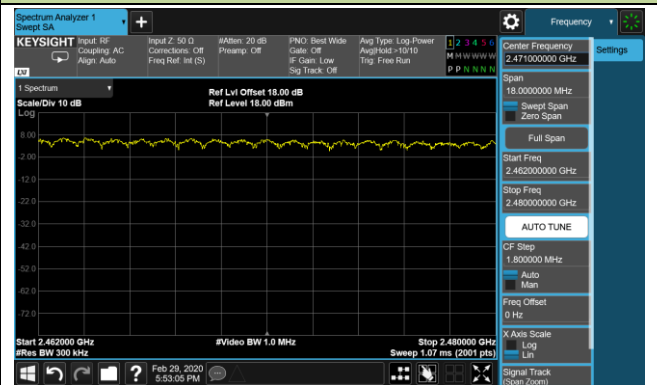 Spectrum Analyzer 1
Swept SA
+
Frequency
KEYSIGHT
Input: RF
Coupling: AC
Align: Auto
Input Z: 50 Ω
Corrections: Off
Freq Ref: Int (S)
#Atten: 20 dB
Preamp: Off
PNO: Best Wide
Gate: Off
IF Gain: Low
Sig Track: Off
Avg Type: Log-Power
Avg|Hold:>10/10
Trig: Free Run
1 2 3 4 5 6
M M W W W W
P P N N N N
LXI
Center Frequency
2.471000000 GHz
Settings
Span
18.0000000 MHz
Swept Span
Zero Span
Full Span
Start Freq
2.462000000 GHz
Stop Freq
2.480000000 GHz
AUTO TUNE
CF Step
1.800000 MHz
Auto
Man
Freq Offset
0 Hz
X Axis Scale
Log
Lin
Signal Track
(Span Zoom)
1 Spectrum
Scale/Div 10 dB
Ref Lvl Offset 18.00 dB
Ref Level 18.00 dBm
Log
8.00
-2.00
-12.0
-22.0
-32.0
-42.0
-52.0
-62.0
-72.0
Start 2.462000 GHz
#Res BW 300 kHz
#Video BW 1.0 MHz
Stop 2.480000 GHz
Sweep 1.07 ms (2001 pts)
?
Feb 29, 2020
5:53:05 PM